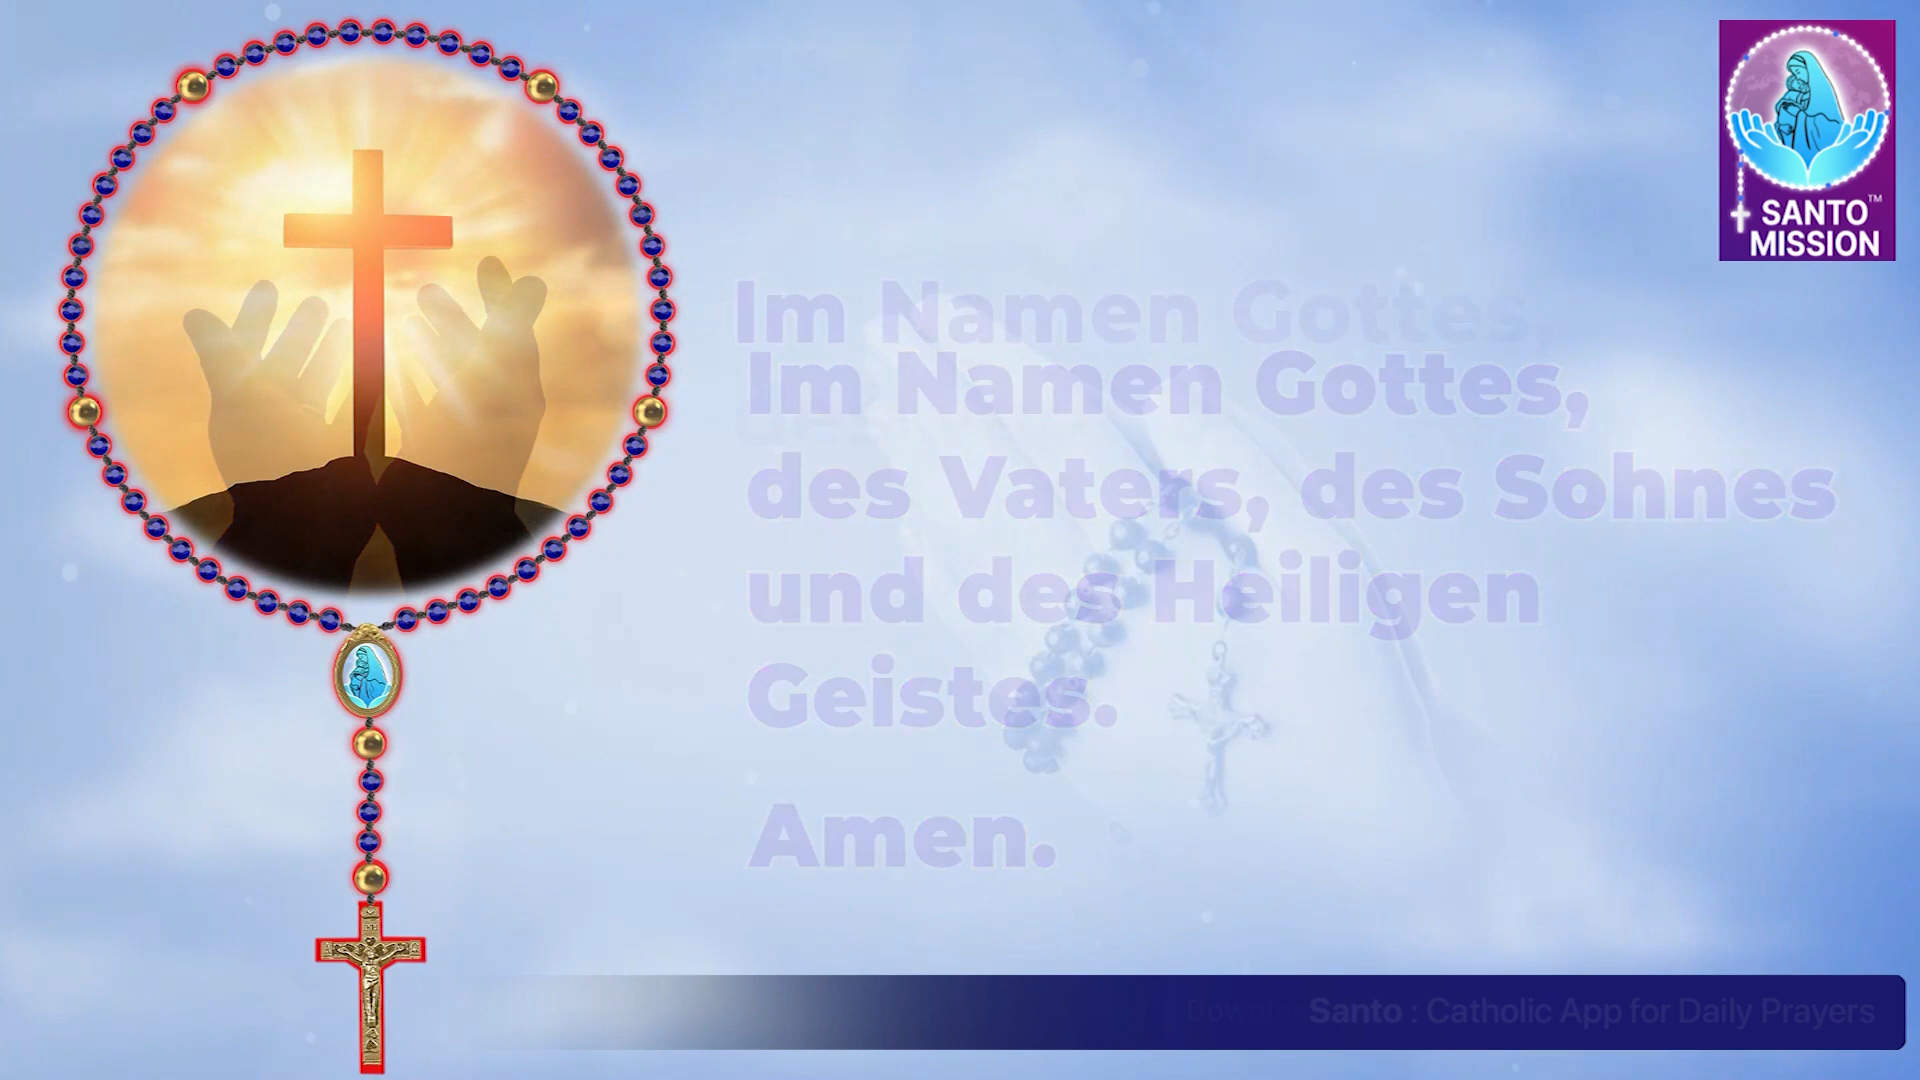 SANTO™
MISSION
Im Namen Gottes,
Im Namen Gottes,
des Vaters, des Sohnes
und des Heiligen
Geistes.
Amen.
Santo : Catholic App for Daily Prayers